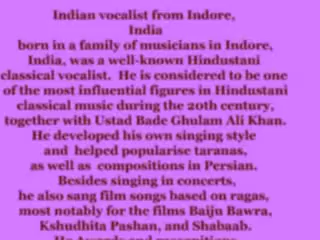 Indian vocalist from Indore,
India
born in a family of musicians in Indore,
India, was a well-known Hindustani
classical vocalist. He is considered to be one
of the most influential figures in Hindustani
classical music during the 20th century,
together with Ustad Bade Ghulam Ali Khan.
He developed his own singing style
and helped popularise taranas,
as well as compositions in Persian.
Besides singing in concerts,
he also sang film songs based on ragas,
most notably for the films Baiju Bawra,
Kshudhita Pashan, and Shabaab.